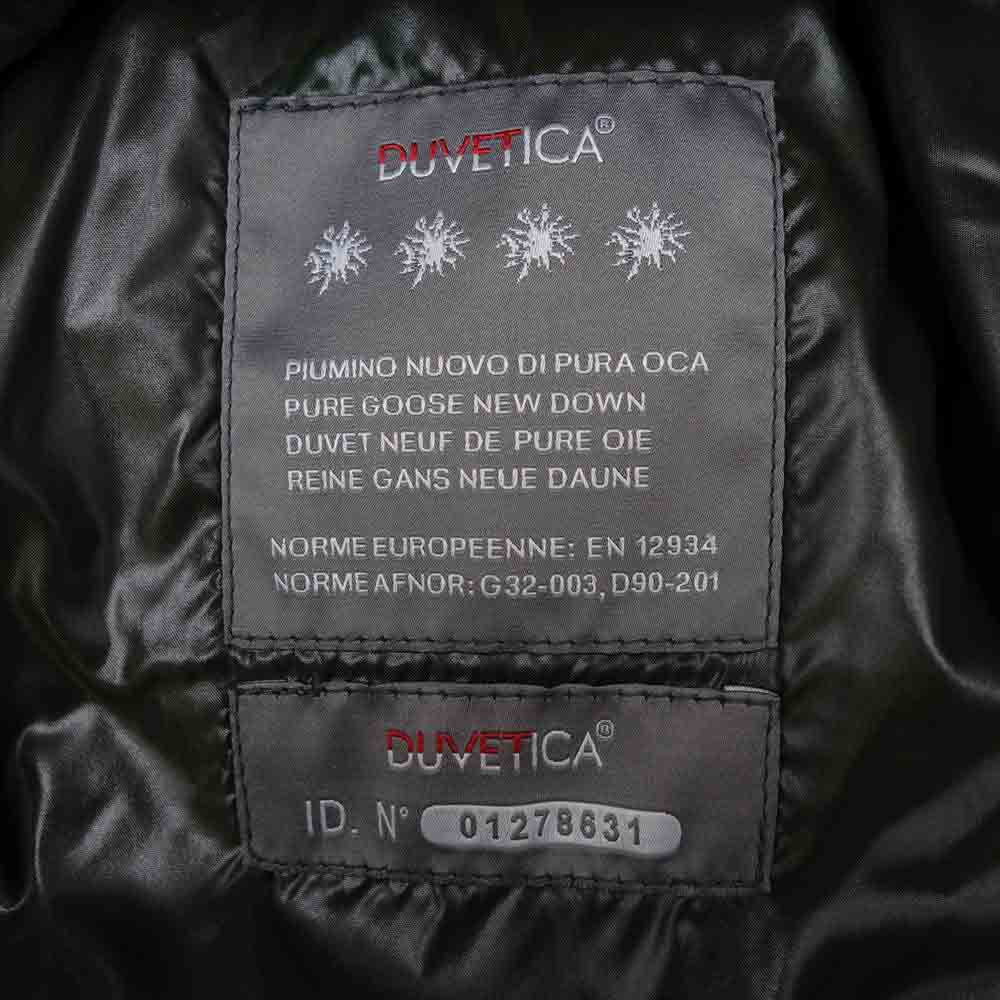 DUVETICA®
PIUMINO NUOVO DI PURA OCA
PURE GOOSE NEW DOWN
DUVET NEUF DE PURE OIE
REINE GANS NEUE DAUNE
NORME EUROPEENNE: EN 12934
NORME AFNOR: G32-003, D90-201
DUVETICA®
ID. N° 01278631